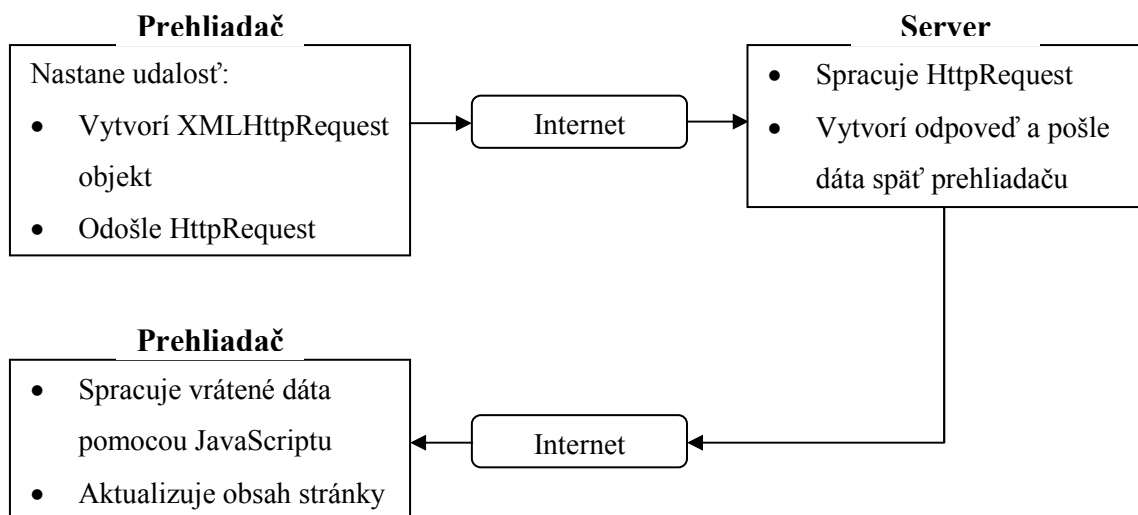 Prehliadač
Nastane udalosť:
• Vytvorí XMLHttpRequest
objekt
• Odošle HttpRequest
Internet
Server
• Spracuje HttpRequest
• Vytvorí odpoveď a pošle
dáta späť prehliadaču
Prehliadač
• Spracuje vrátené dáta
pomocou JavaScriptu
• Aktualizuje obsah stránky
Internet